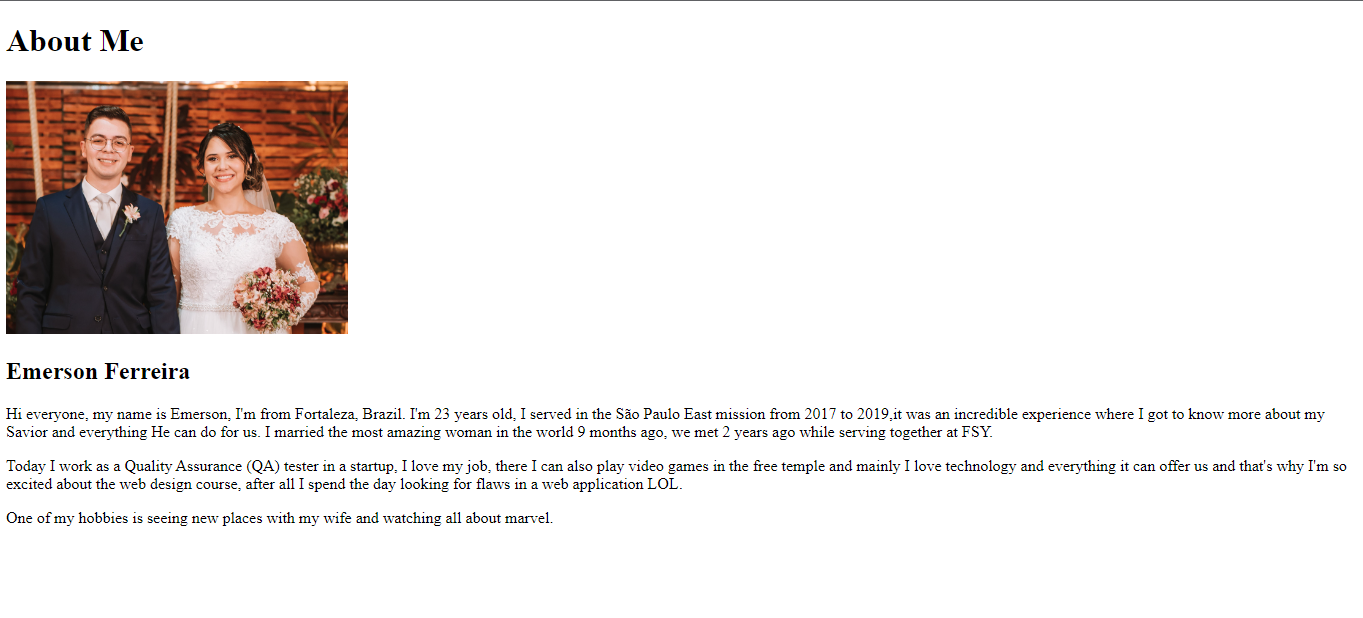 About Me
Emerson Ferreira
Hi everyone, my name is Emerson, I'm from Fortaleza, Brazil. I'm 23 years old, I served in the São Paulo East mission from 2017 to 2019,it was an incredible experience where I got to know more about my
Savior and everything He can do for us. I married the most amazing woman in the world 9 months ago, we met 2 years ago while serving together at FSY.
Today I work as a Quality Assurance (QA) tester in a startup, I love my job, there I can also play video games in the free temple and mainly I love technology and everything it can offer us and that's why I'm so
excited about the web design course, after all I spend the day looking for flaws in a web application LOL.
One of my hobbies is seeing new places with my wife and watching all about marvel.